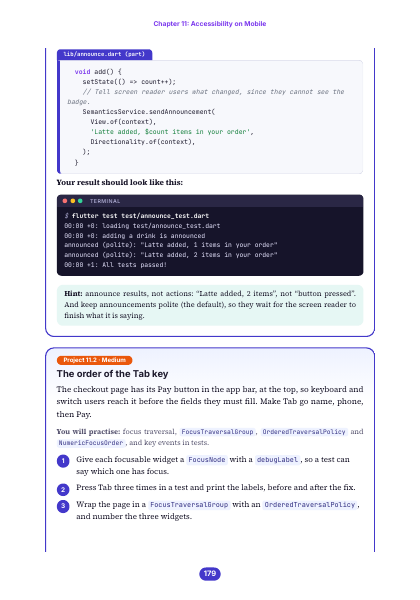 Chapter 11: Accessibility on Mobile
lib/announce.dart (part)
void add() {
setState(() => count++);
// Tell screen reader users what changed, since they cannot see the
badge.
SemanticsService.sendAnnouncement(
View.of(context),
'Latte added, $count items in your order',
Directionality.of(context),
);
}
Your result should look like this:
TERMINAL
$ flutter test test/announce_test.dart
00:00 +0: loading test/announce_test.dart
00:00 +0: adding a drink is announced
announced (polite): "Latte added, 1 items in your order"
announced (polite): "Latte added, 2 items in your order"
00:00 +1: All tests passed!
Hint: announce results, not actions: “Latte added, 2 items”, not “button pressed”.
And keep announcements polite (the default), so they wait for the screen reader to
finish what it is saying.
Project 11.2 · Medium
The order of the Tab key
The checkout page has its Pay button in the app bar, at the top, so keyboard and
switch users reach it before the fields they must fill. Make Tab go name, phone,
then Pay.
You will practise: focus traversal, FocusTraversalGroup, OrderedTraversalPolicy and
NumericFocusOrder, and key events in tests.
1 Give each focusable widget a FocusNode with a debugLabel, so a test can
say which one has focus.
2 Press Tab three times in a test and print the labels, before and after the fix.
3 Wrap the page in a FocusTraversalGroup with an OrderedTraversalPolicy,
and number the three widgets.
179